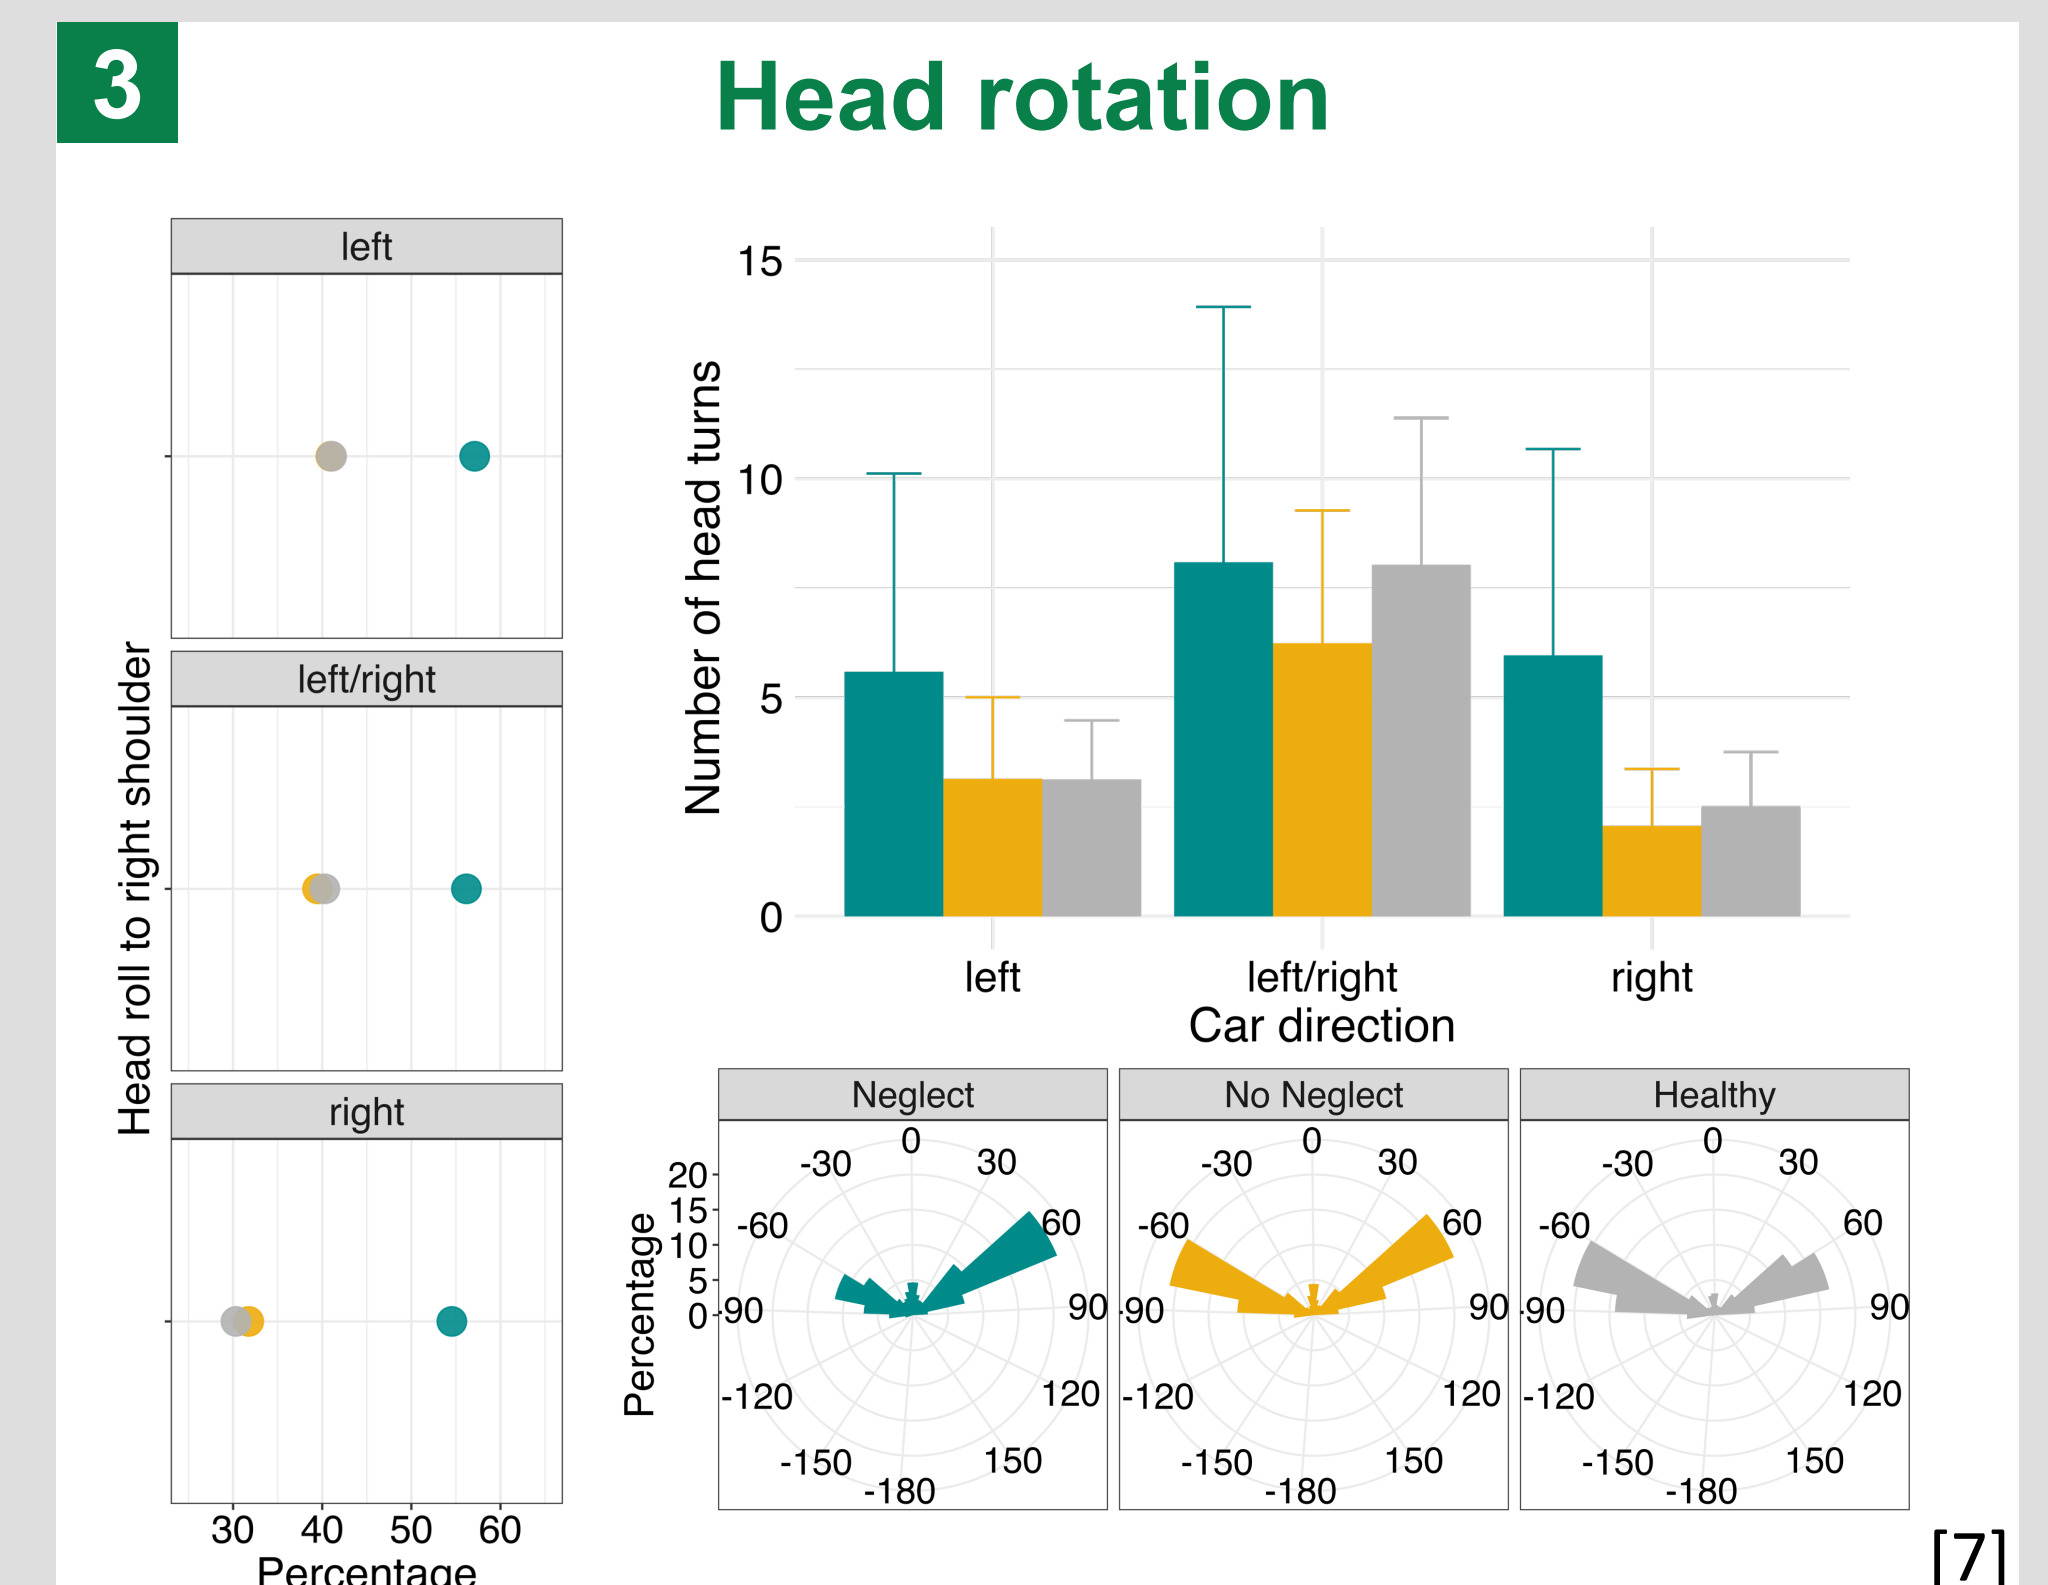 3
Head rotation
left
left/right
right
Head roll to right shoulder
30 40 50 60
Percentage
15
10
5
0
Number of head turns
left left/right right
Car direction
Neglect No Neglect Healthy
Percentage
20
15
10
5
0
0
-30 30
-60 60
-90 90
-120 120
-150 150
-180
0
-30 30
-60 60
-90 90
-120 120
-150 150
-180
0
-30 30
-60 60
-90 90
-120 120
-150 150
-180
[7]